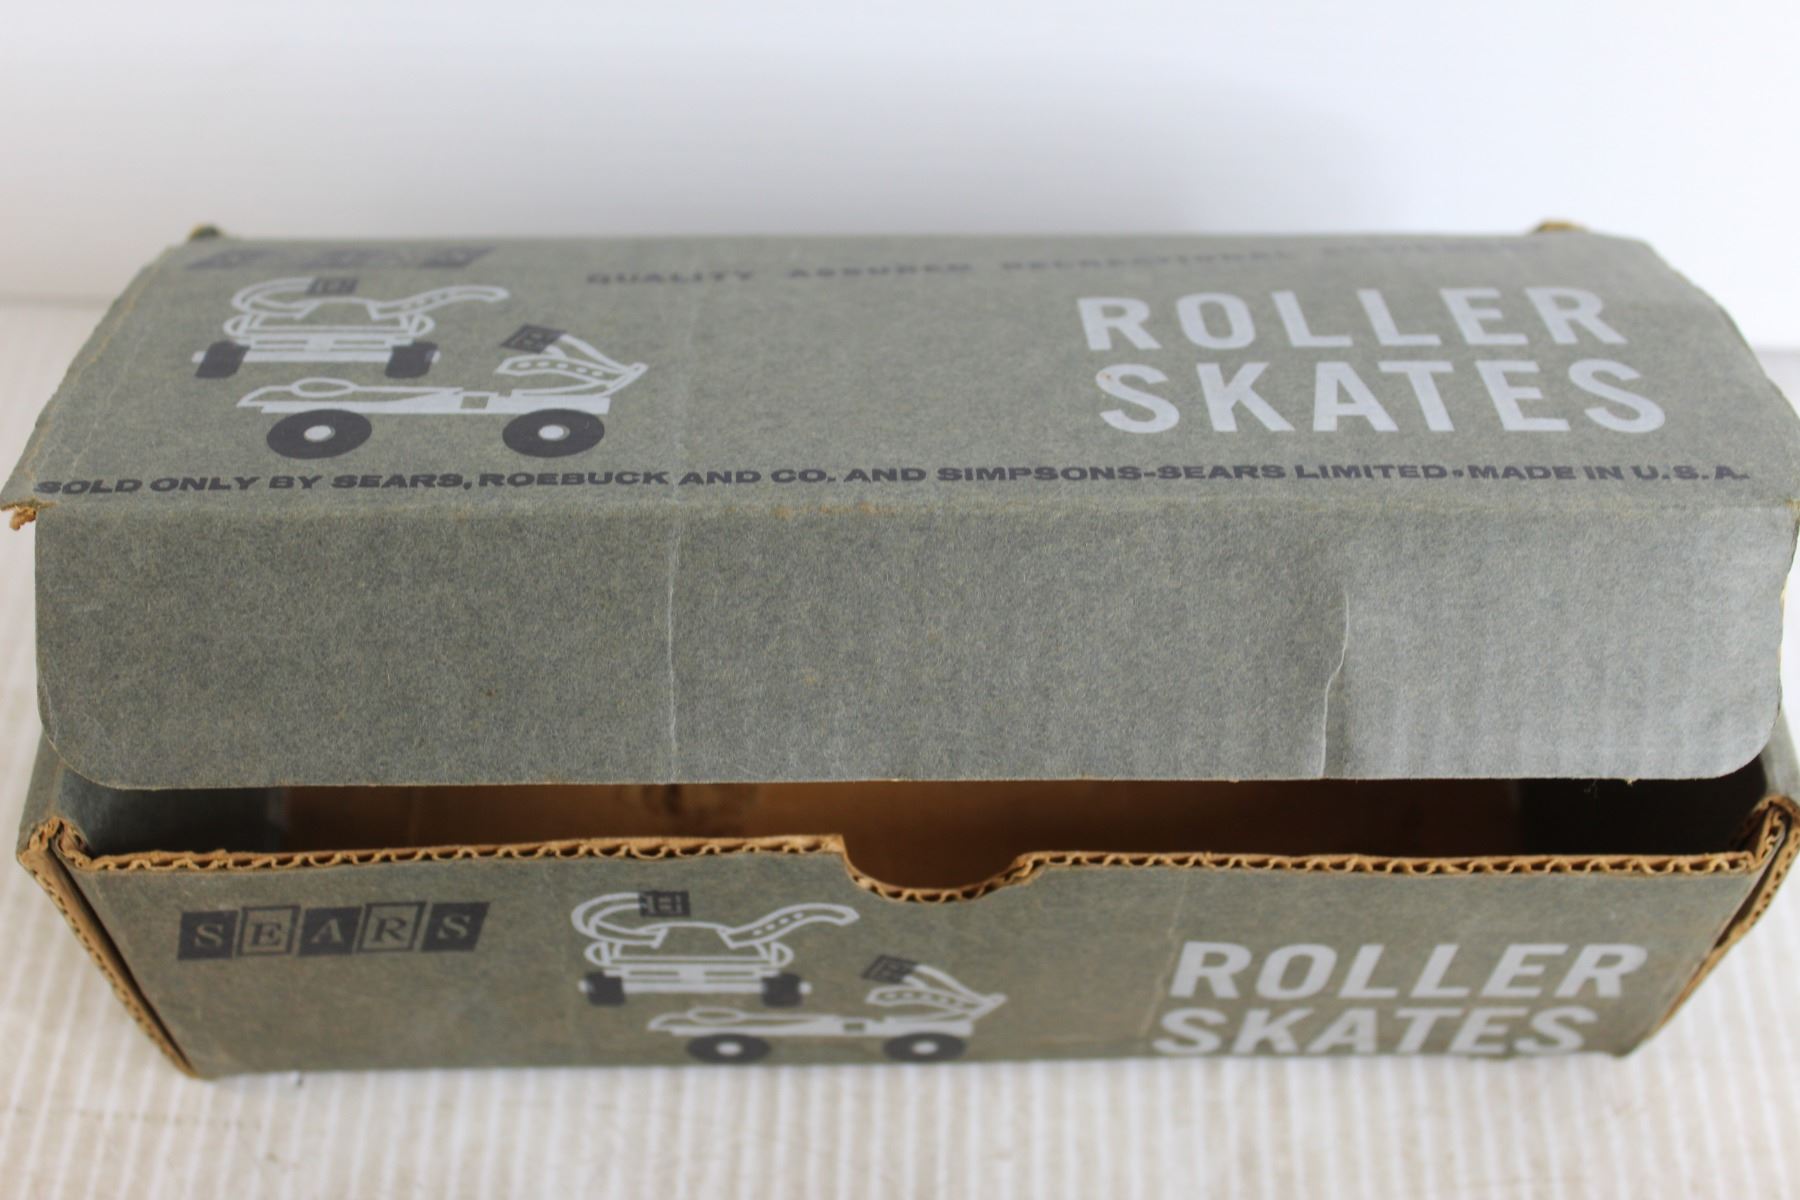 SEARS
QUALITY ASSURED RECREATIONAL
ROLLER
SKATES
SOLD ONLY BY SEARS, ROEBUCK AND CO. AND SIMPSONS-SEARS LIMITED•MADE IN U.S.A.
SEARS
ROLLER
SKATES